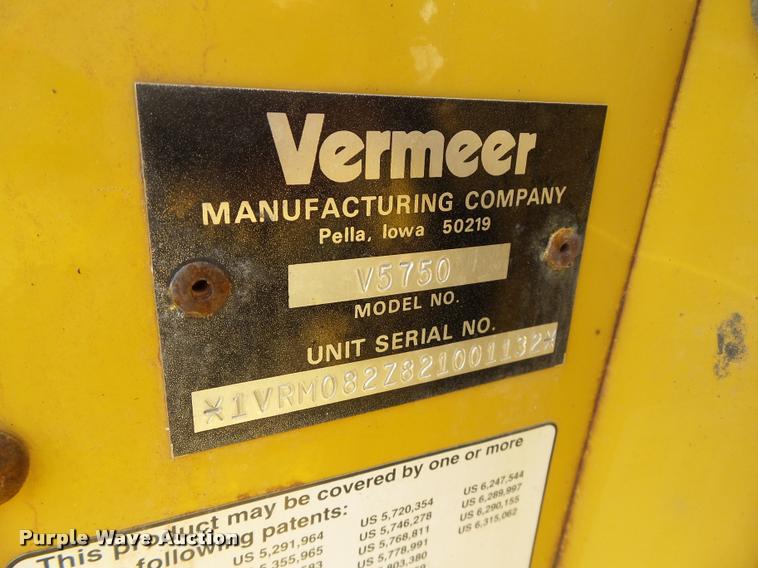 Vermeer
MANUFACTURING COMPANY
Pella, Iowa 50219
V5750
MODEL NO.
UNIT SERIAL NO.
*1VRM082Z821001132*
This product may be covered by one or more
following patents:
US 5,291,964
US 5,720,354
US 5,746,278
US 5,768,811
US 5,778,991
US 6,247,544
US 6,289,997
US 6,290,155
US 6,315,062
Purple Wave Auction